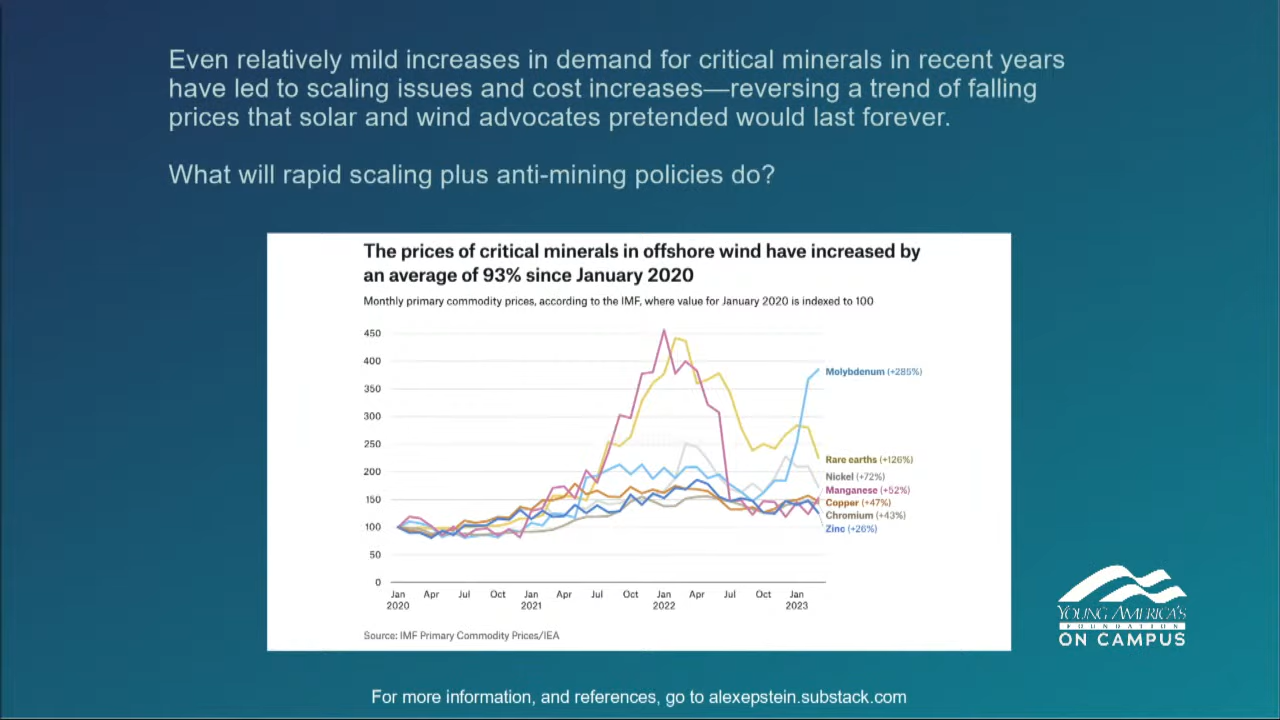 Even relatively mild increases in demand for critical minerals in recent years
have led to scaling issues and cost increases—reversing a trend of falling
prices that solar and wind advocates pretended would last forever.
What will rapid scaling plus anti-mining policies do?
The prices of critical minerals in offshore wind have increased by
an average of 93% since January 2020
Monthly primary commodity prices, according to the IMF, where value for January 2020 is indexed to 100
450
400
350
300
250
200
150
100
50
0
Molybdenum (+285%)
Rare earths (+126%)
Nickel (+72%)
Manganese (+52%)
Copper (+47%)
Chromium (+43%)
Zinc (+26%)
Jan Apr Jul Oct Jan Apr Jul Oct Jan Apr Jul Oct Jan
2020 2021 2022 2023
Source: IMF Primary Commodity Prices/IEA
YOUNG AMERICA'S
FOUNDATION
ON CAMPUS
For more information, and references, go to alexepstein.substack.com